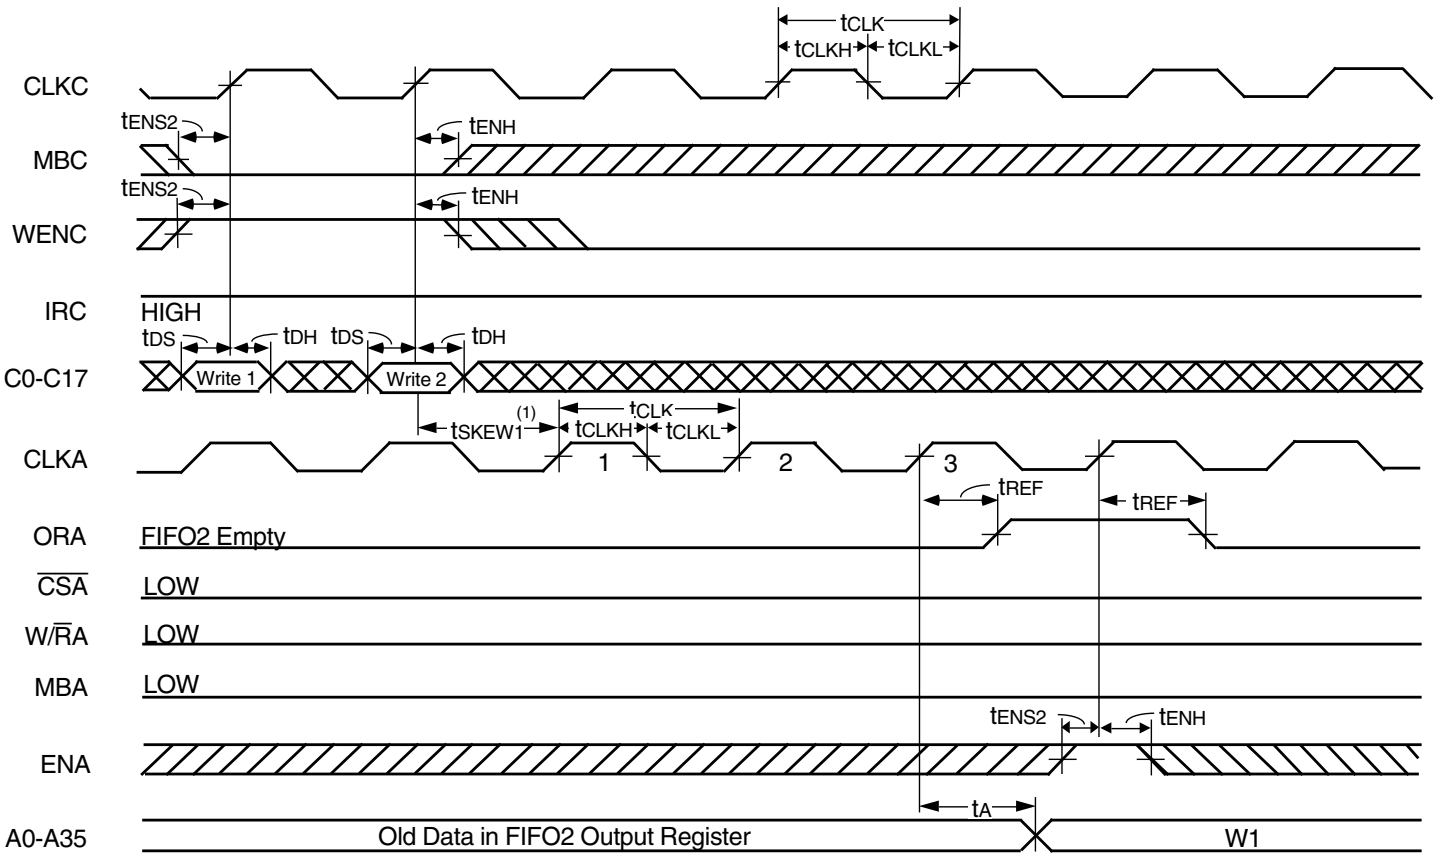 tCLK
tCLKH tCLKL
CLKC
tENS2 tENH
MBC
tENS2 tENH
WENC
IRC HIGH
tDS tDH tDS tDH
C0-C17 Write 1 Write 2
tSKEW1(1) tCLK
tCLKH tCLKL
CLKA 1 2 3
tREF tREF
ORA FIFO2 Empty
C̅S̅A̅ LOW
W/R̅A LOW
MBA LOW
tENS2 tENH
ENA
tA
A0-A35 Old Data in FIFO2 Output Register W1